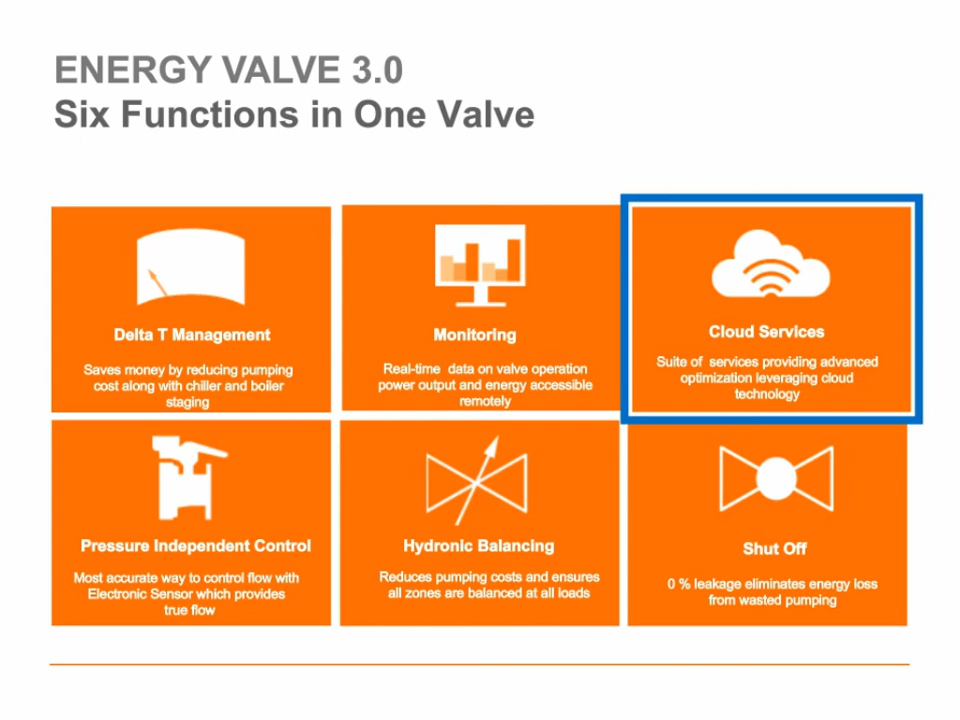 ENERGY VALVE 3.0
Six Functions in One Valve
Delta T Management
Saves money by reducing pumping
cost along with chiller and boiler
staging
Monitoring
Real-time data on valve operation
power output and energy accessible
remotely
Cloud Services
Suite of services providing advanced
optimization leveraging cloud
technology
Pressure Independent Control
Most accurate way to control flow with
Electronic Sensor which provides
true flow
Hydronic Balancing
Reduces pumping costs and ensures
all zones are balanced at all loads
Shut Off
0 % leakage eliminates energy loss
from wasted pumping